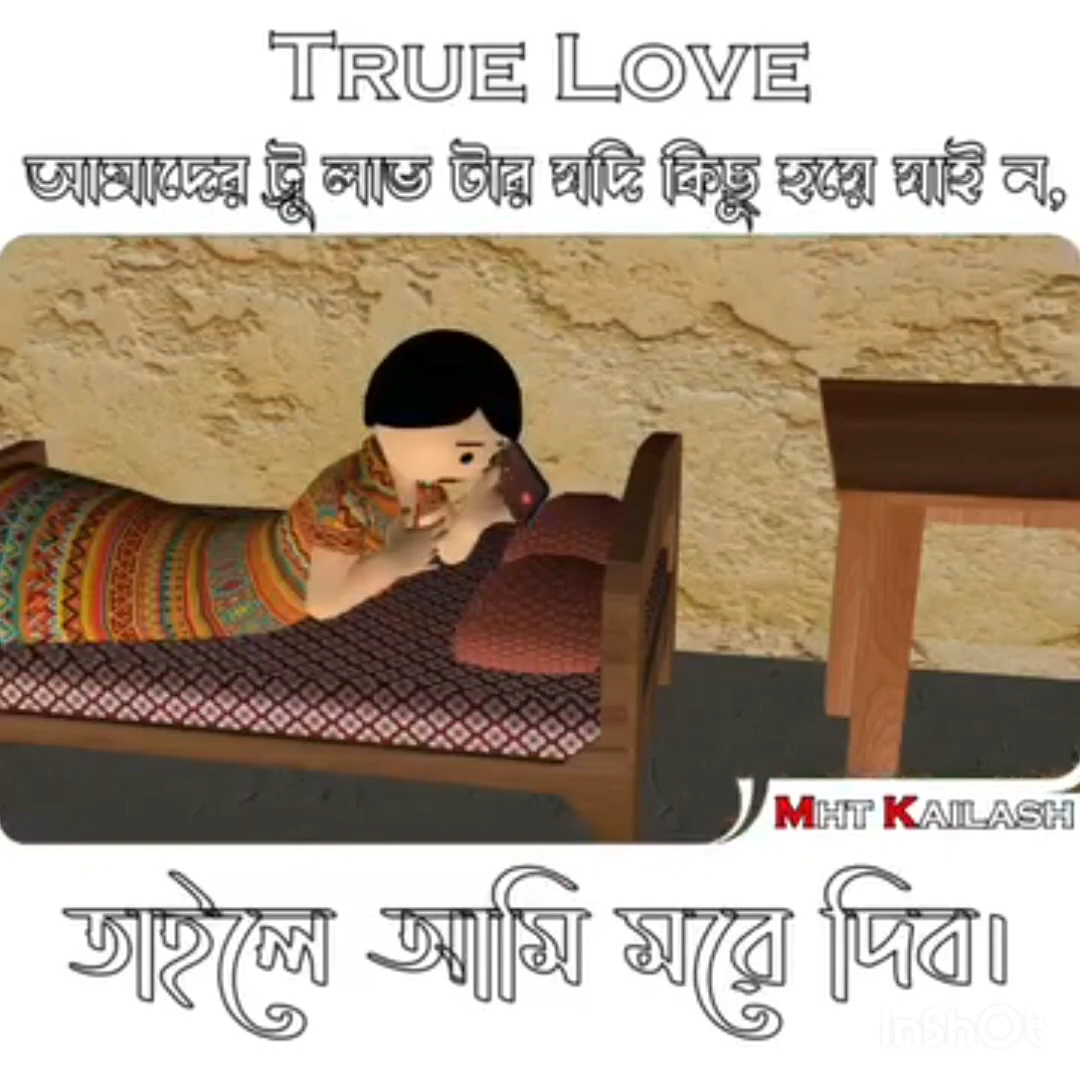 TRUE LOVE
আমাদের ট্রু লাভ টার যদি কিছু হয়ে যাই ন,
MHT KAILASH
তাইলে আমি মরে দিব।
InShOt